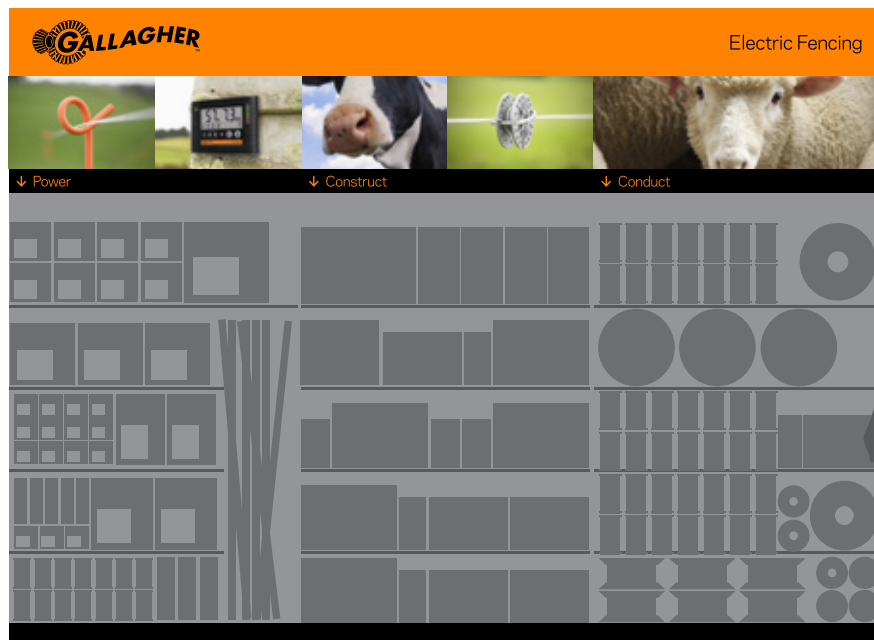 GALLAGHER
Electric Fencing
↓ Power
↓ Construct
↓ Conduct